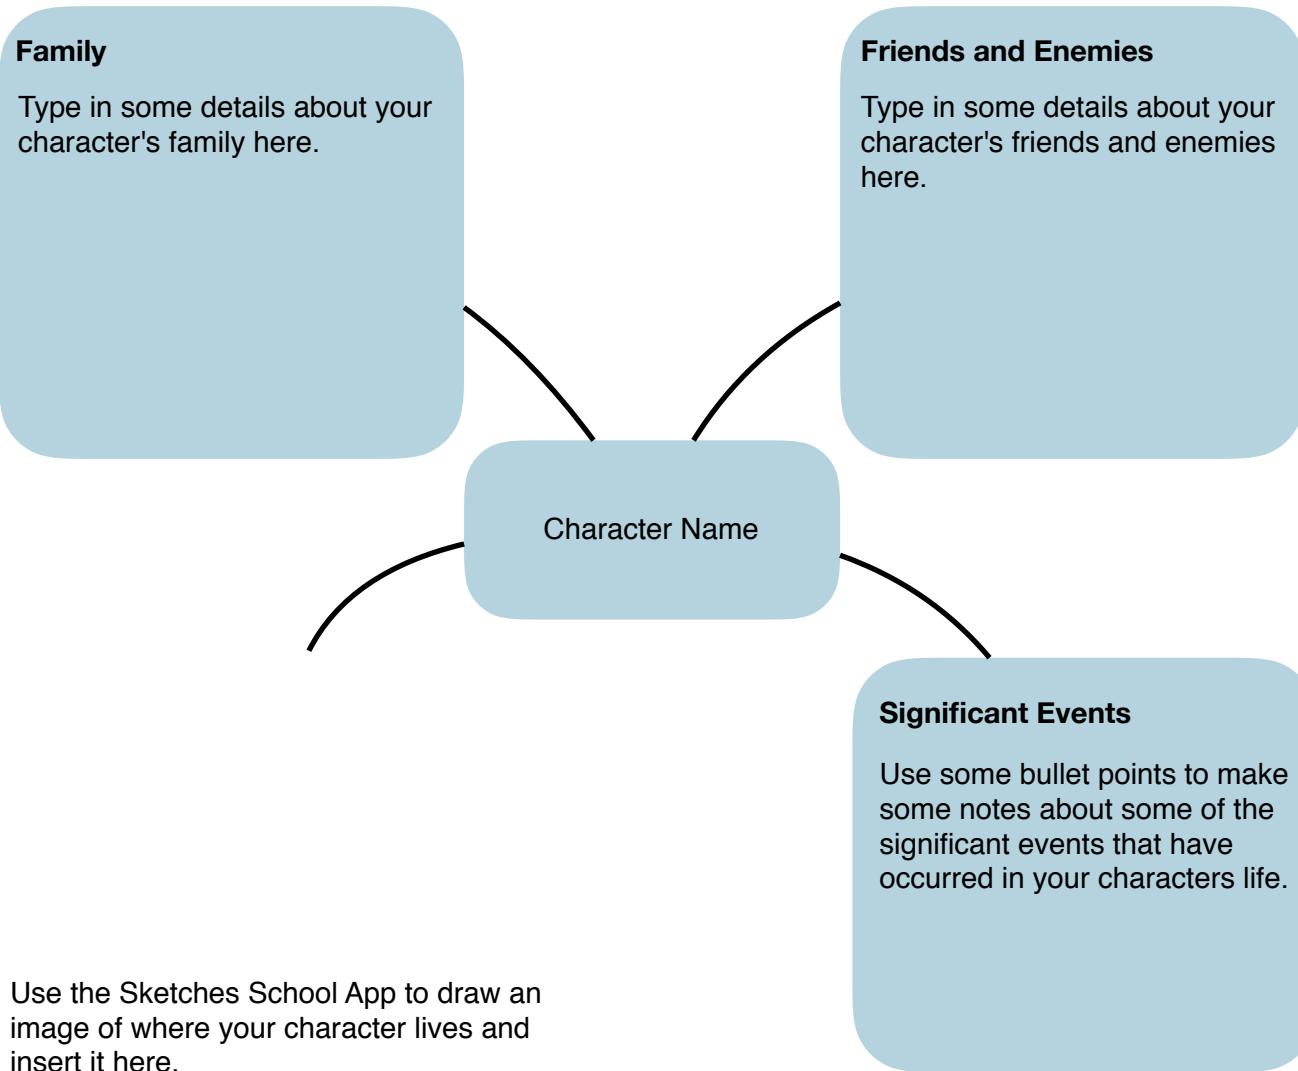 Family
Type in some details about your
character's family here.
Friends and Enemies
Type in some details about your
character's friends and enemies
here.
Character Name
Significant Events
Use some bullet points to make
some notes about some of the
significant events that have
occurred in your characters life.
Use the Sketches School App to draw an
image of where your character lives and
insert it here.